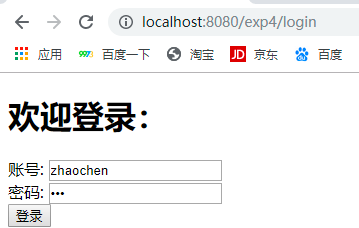 localhost:8080/exp4/login
应用 997 百度一下 淘宝 JD 京东 百度
欢迎登录：
账号: zhaochen
密码: •••
登录